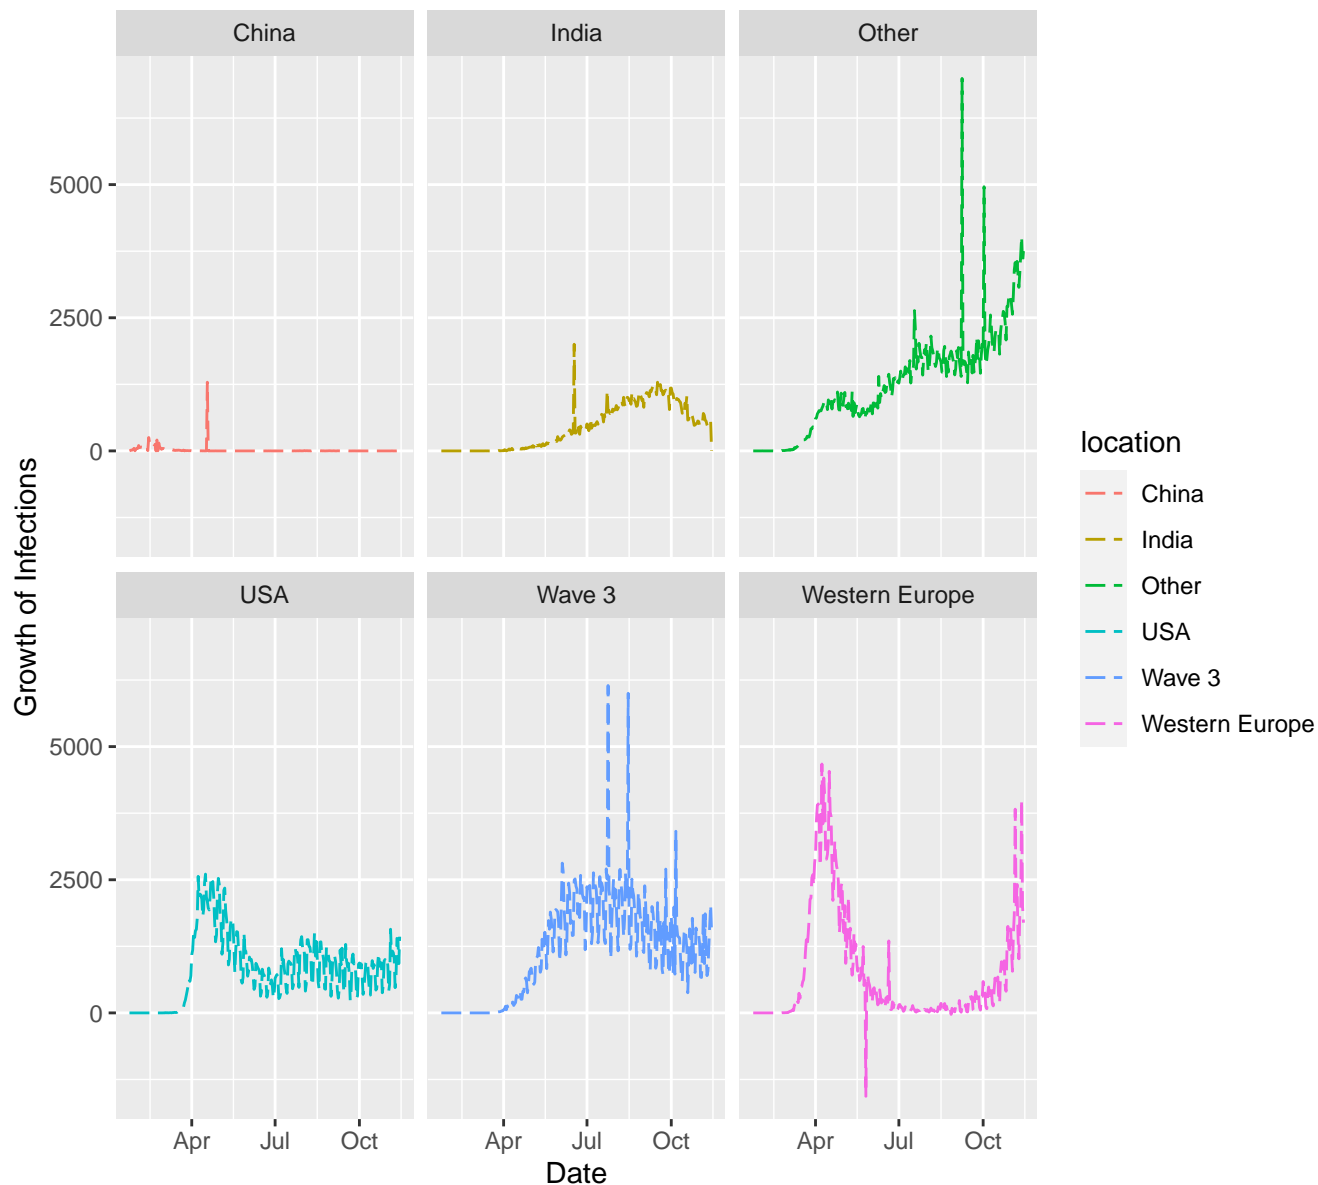 China
India
Other
5000
2500
0
USA
Wave 3
Western Europe
5000
2500
0
Apr
Jul
Oct
Apr
Jul
Oct
Apr
Jul
Oct
Date
Growth of Infections
location
China
India
Other
USA
Wave 3
Western Europe